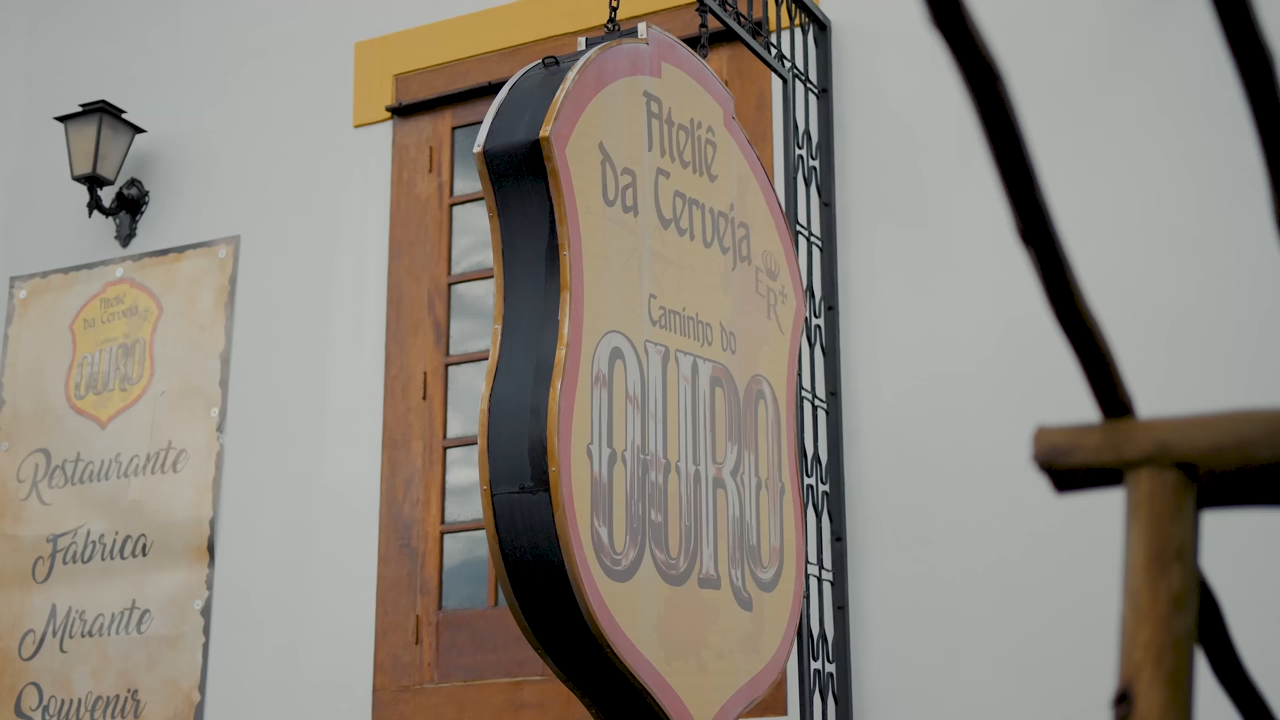 Ateliê
da Cerveja
ER
Caminho do
OURO
Ateliê
da Cerveja
OURO
Restaurante
Fábrica
Mirante
Souvenir